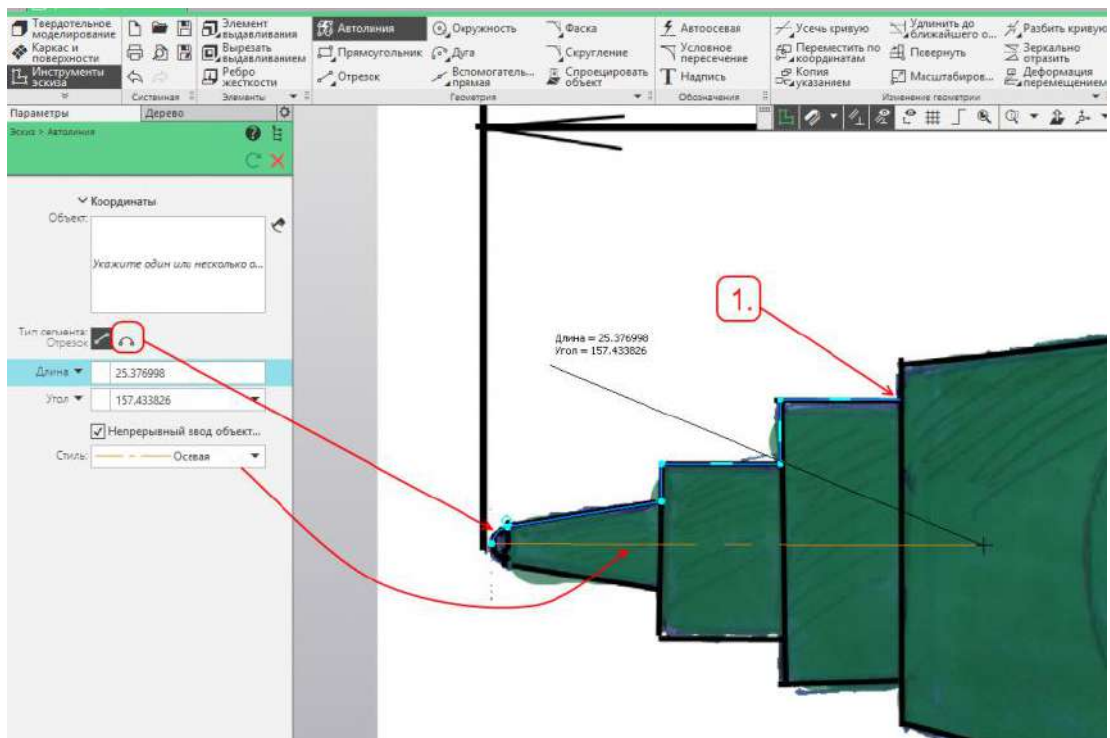 Твердотельное моделирование
Каркас и поверхности
Инструменты эскиза
Системная
Элемент выдавливания
Вырезать выдавливанием
Ребро жесткости
Элементы
Автолиния
Прямоугольник
Отрезок
Окружность
Дуга
Вспомогатель... прямая
Фаска
Скругление
Спроецировать объект
Геометрия
Автоосевая
Условное пересечение
Надпись
Обозначения
Усечь кривую
Переместить по координатам
Копия указанием
Удлинить до ближайшего о...
Повернуть
Масштабиров...
Разбить кривую
Зеркально отразить
Деформация перемещением
Изменение геометрии
Параметры
Дерево
Эскиз > Автолиния
Координаты
Объект:
Укажите один или несколько о...
Тип сегмента:
Отрезок
Длина
25.376998
Угол
157.433826
Непрерывный ввод объект...
Стиль:
Осевая
1.
Длина = 25.376998
Угол = 157.433826